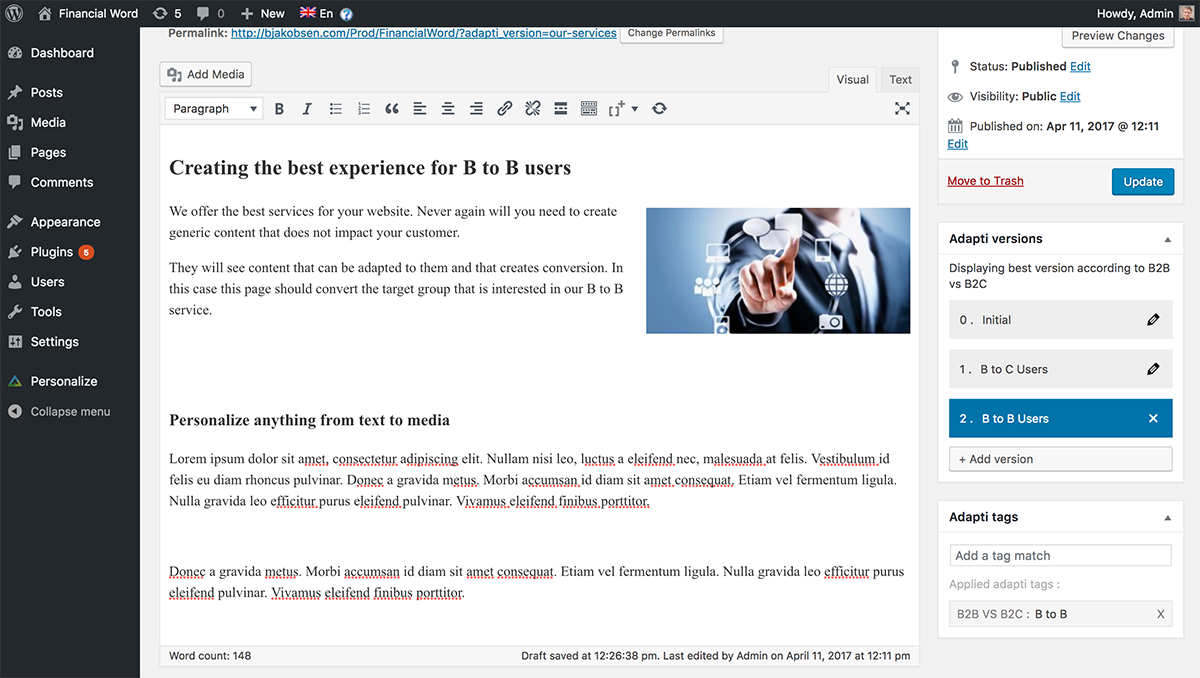 Financial Word 5 0 New En Howdy, Admin
Dashboard
Posts
Media
Pages
Comments
Appearance
Plugins 5
Users
Tools
Settings
Personalize
Collapse menu
Permalink: http://bjakobsen.com/Prod/FinancialWord/?adapti_version=our-services Change Permalinks
Add Media
Visual Text
Paragraph
Creating the best experience for B to B users
We offer the best services for your website. Never again will you need to create
generic content that does not impact your customer.
They will see content that can be adapted to them and that creates conversion. In
this case this page should convert the target group that is interested in our B to B
service.
Personalize anything from text to media
Lorem ipsum dolor sit amet, consectetur adipiscing elit. Nullam nisi leo, luctus a eleifend nec, malesuada at felis. Vestibulum id
felis eu diam rhoncus pulvinar. Donec a gravida metus. Morbi accumsan id diam sit amet consequat. Etiam vel fermentum ligula.
Nulla gravida leo efficitur purus eleifend pulvinar. Vivamus eleifend finibus porttitor.
Donec a gravida metus. Morbi accumsan id diam sit amet consequat. Etiam vel fermentum ligula. Nulla gravida leo efficitur purus
eleifend pulvinar. Vivamus eleifend finibus porttitor.
Word count: 148 Draft saved at 12:26:38 pm. Last edited by Admin on April 11, 2017 at 12:11 pm
Preview Changes
Status: Published Edit
Visibility: Public Edit
Published on: Apr 11, 2017 @ 12:11
Edit
Move to Trash Update
Adapti versions
Displaying best version according to B2B
vs B2C
0 . Initial
1 . B to C Users
2 . B to B Users ✕
+ Add version
Adapti tags
Add a tag match
Applied adapti tags :
B2B VS B2C : B to B X